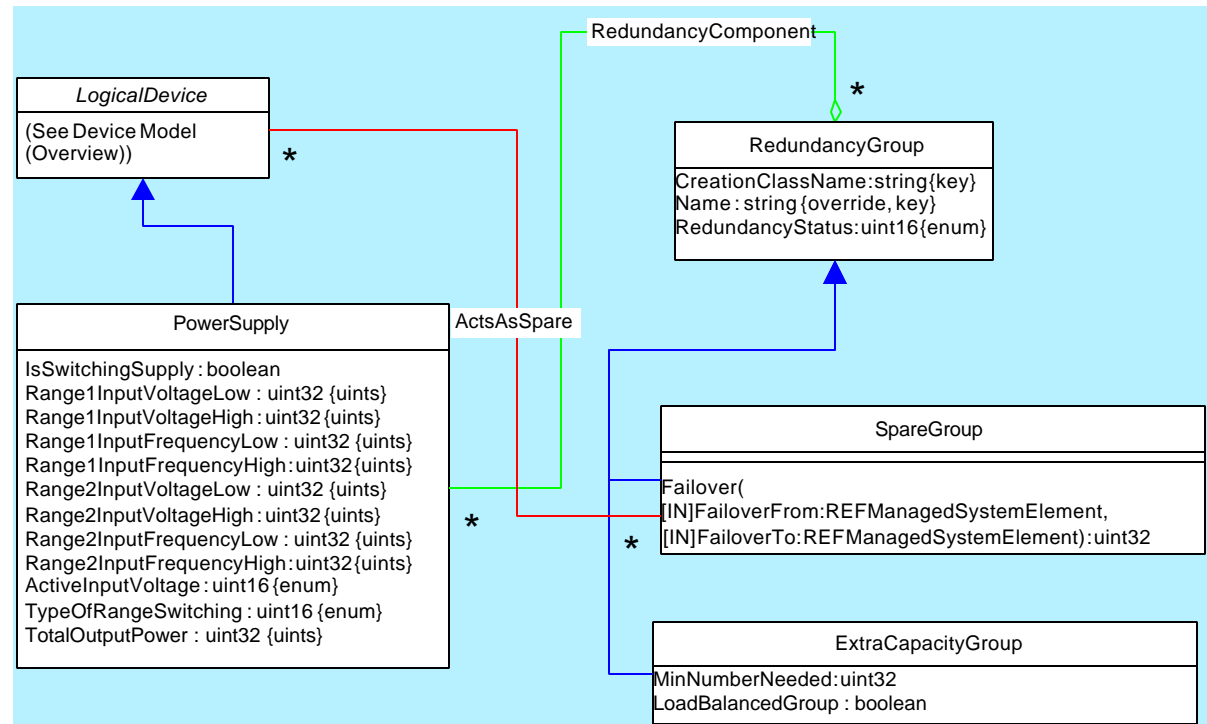 RedundancyComponent
*
LogicalDevice
(See Device Model
(Overview))
*
RedundancyGroup
CreationClassName:string{key}
Name : string {override, key}
RedundancyStatus:uint16{enum}
PowerSupply
IsSwitchingSupply : boolean
Range1InputVoltageLow : uint32 {uints}
Range1InputVoltageHigh : uint32 {uints}
Range1InputFrequencyLow : uint32 {uints}
Range1InputFrequencyHigh : uint32 {uints}
Range2InputVoltageLow : uint32 {uints}
Range2InputVoltageHigh : uint32 {uints}
Range2InputFrequencyLow : uint32 {uints}
Range2InputFrequencyHigh : uint32 {uints}
ActiveInputVoltage : uint16 {enum}
TypeOfRangeSwitching : uint16 {enum}
TotalOutputPower : uint32 {uints}
ActsAsSpare
*
*
SpareGroup
Failover(
[IN]FailoverFrom:REFManagedSystemElement,
[IN]FailoverTo:REFManagedSystemElement):uint32
ExtraCapacityGroup
MinNumberNeeded:uint32
LoadBalancedGroup : boolean